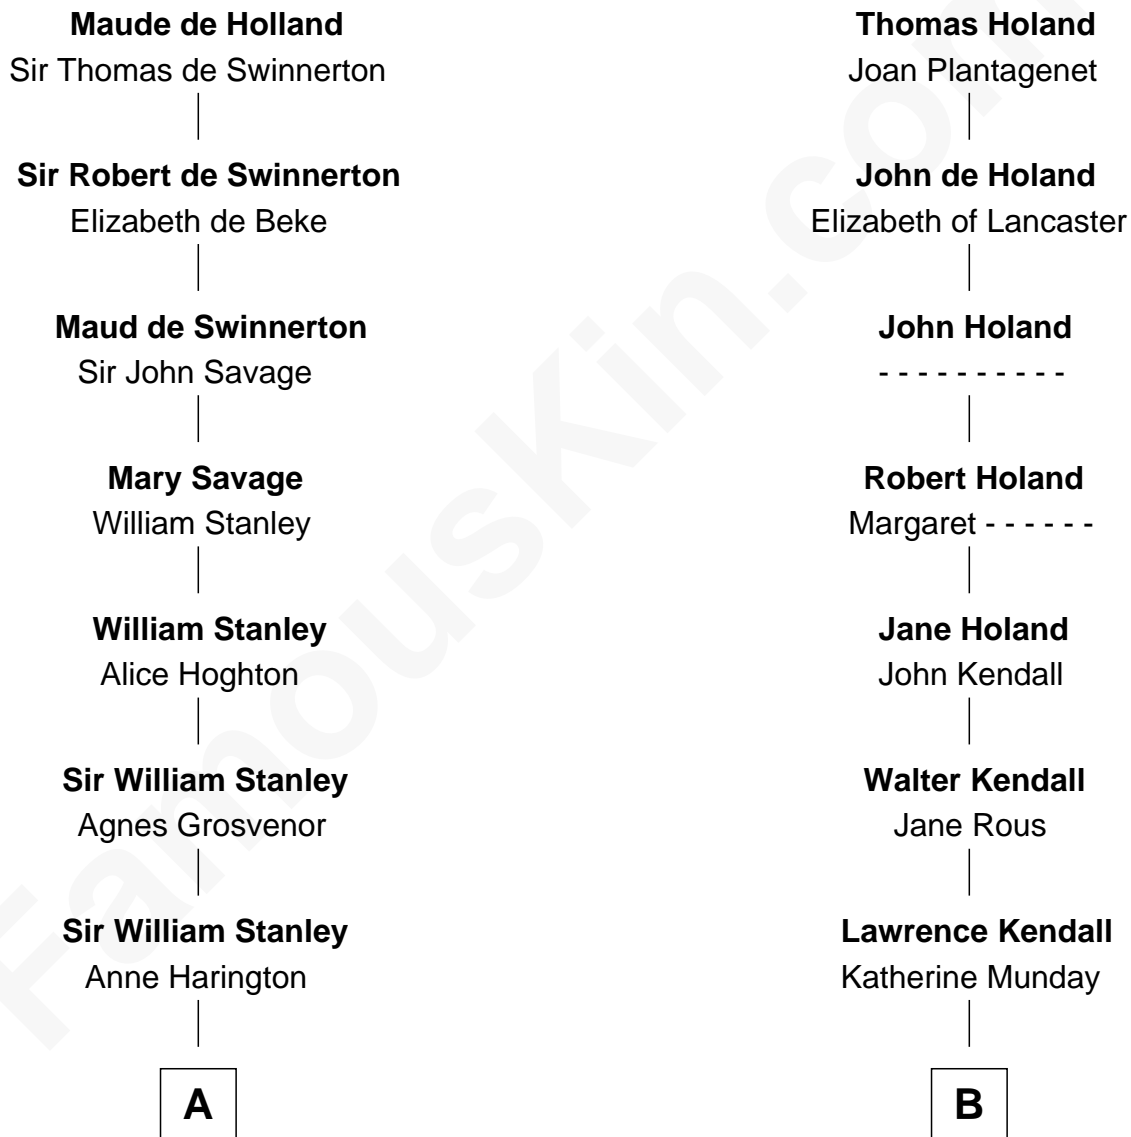 Maude de Holland
Sir Thomas de Swinnerton
Sir Robert de Swinnerton
Elizabeth de Beke
Maud de Swinnerton
Sir John Savage
Mary Savage
William Stanley
William Stanley
Alice Hoghton
Sir William Stanley
Agnes Grosvenor
Sir William Stanley
Anne Harington
A
Thomas Holand
Joan Plantagenet
John de Holand
Elizabeth of Lancaster
John Holand
- - - - - - - - - -
Robert Holand
Margaret - - - - - -
Jane Holand
John Kendall
Walter Kendall
Jane Rous
Lawrence Kendall
Katherine Munday
B
FamousKin.com